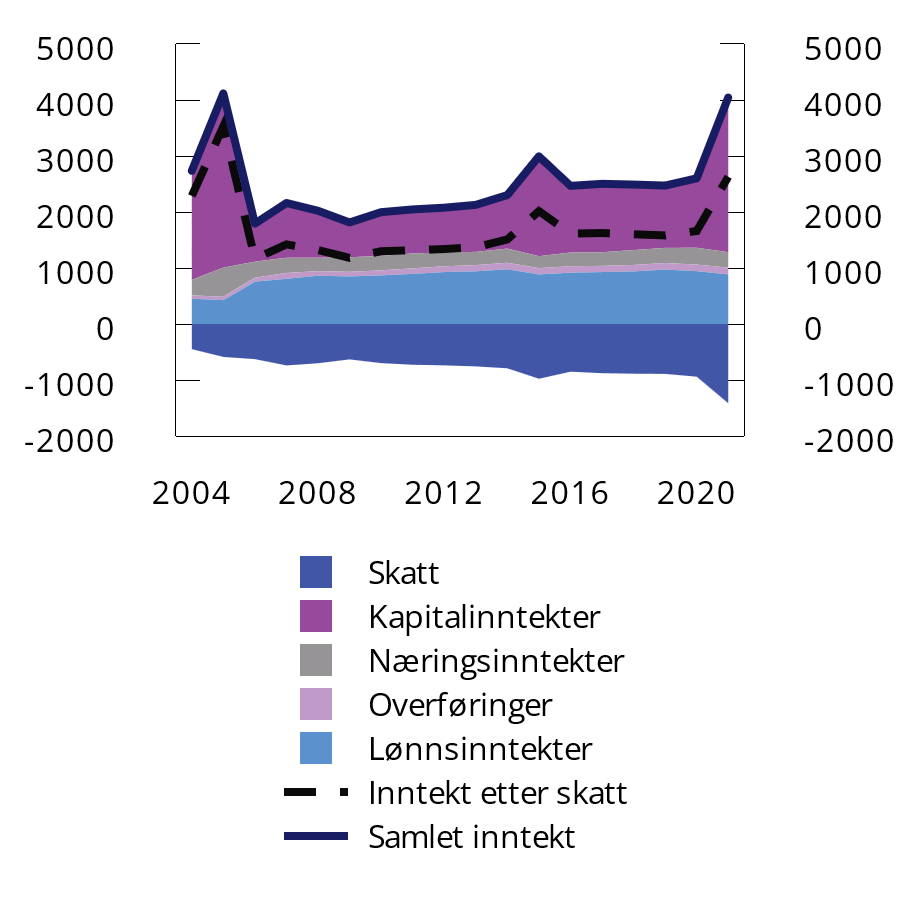 5000 5000
4000 4000
3000 3000
2000 2000
1000 1000
0 0
-1000 -1000
-2000 -2000
2004 2008 2012 2016 2020
Skatt
Kapitalinntekter
Næringsinntekter
Overføringer
Lønnsinntekter
Inntekt etter skatt
Samlet inntekt